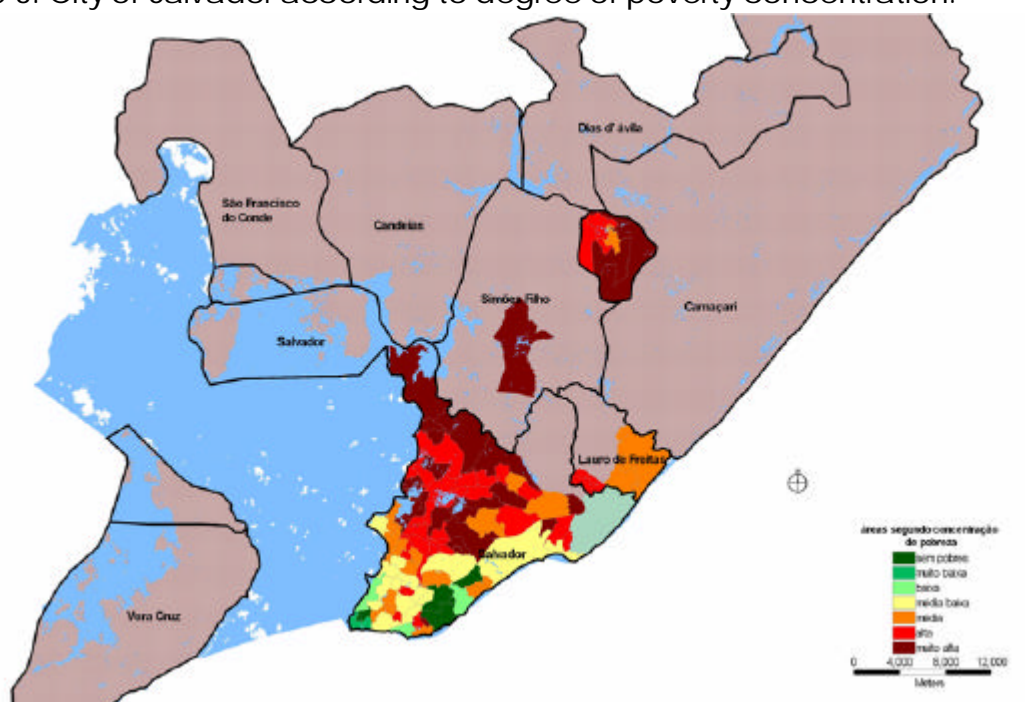 City of Salvador according to degree of poverty concentration.
Dias d' ávila
São Francisco
do Conde
Candeias
Simões Filho
Camaçari
Salvador
Lauro de Freitas
Salvador
Vera Cruz
áreas segundo concentração
de pobreza
sem pobres
muito baixa
baixa
média baixa
média
alta
muito alta
0 4,000 8,000 12,000
Meters